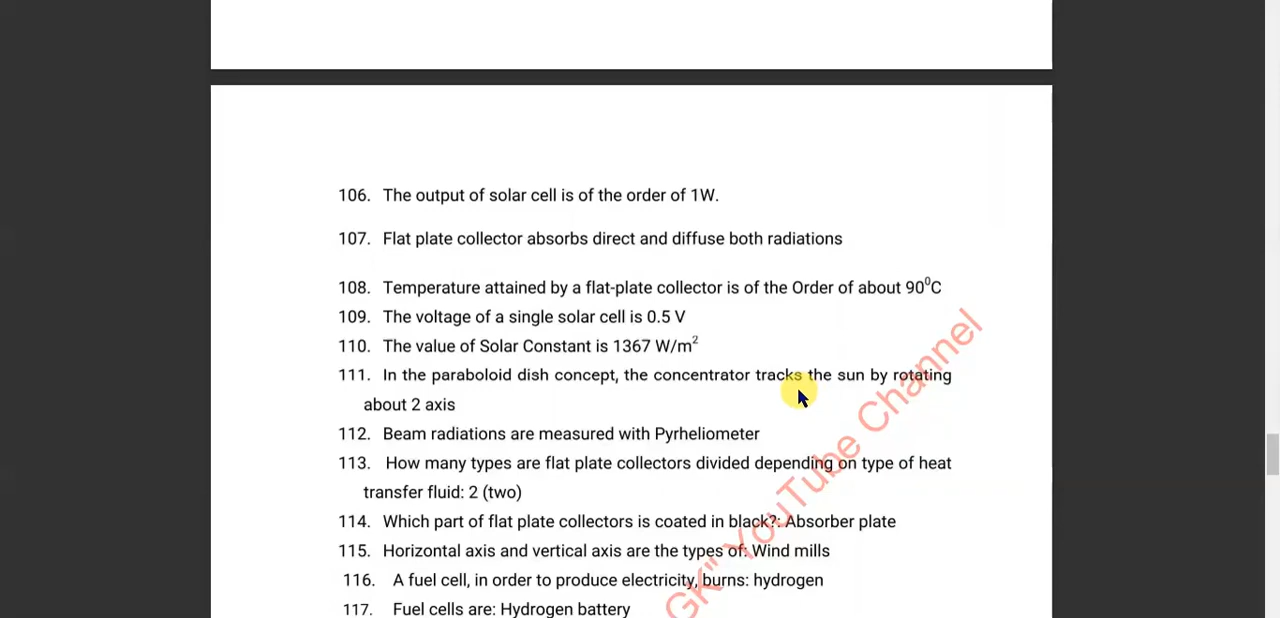 106. The output of solar cell is of the order of 1W.
107. Flat plate collector absorbs direct and diffuse both radiations
108. Temperature attained by a flat-plate collector is of the Order of about 90⁰C
109. The voltage of a single solar cell is 0.5 V
110. The value of Solar Constant is 1367 W/m²
111. In the paraboloid dish concept, the concentrator tracks the sun by rotating
about 2 axis
112. Beam radiations are measured with Pyrheliometer
113. How many types are flat plate collectors divided depending on type of heat
transfer fluid: 2 (two)
114. Which part of flat plate collectors is coated in black?: Absorber plate
115. Horizontal axis and vertical axis are the types of: Wind mills
116. A fuel cell, in order to produce electricity, burns: hydrogen
117. Fuel cells are: Hydrogen battery
GK" YouTube Channel